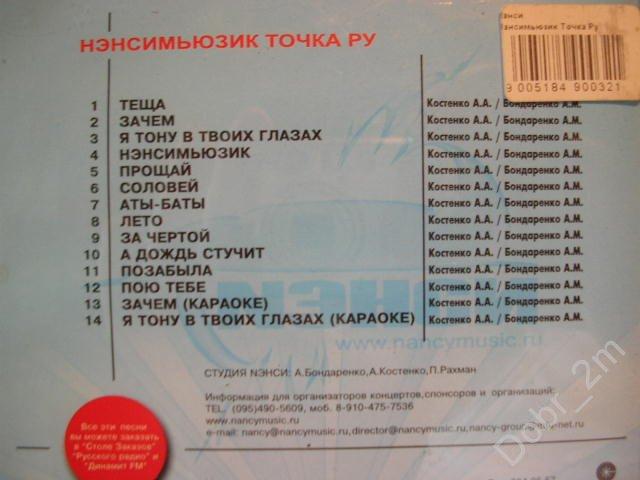 Нэнси
Нэнсимьюзик Точка Ру
9 005184 900321
НЭНСИМЬЮЗИК ТОЧКА РУ
1 ТЕЩА Костенко А.А. / Бондаренко А.М.
2 ЗАЧЕМ Костенко А.А. / Бондаренко А.М.
3 Я ТОНУ В ТВОИХ ГЛАЗАХ Костенко А.А. / Бондаренко А.М.
4 НЭНСИМЬЮЗИК Костенко А.А. / Бондаренко А.М.
5 ПРОЩАЙ Костенко А.А. / Бондаренко А.М.
6 СОЛОВЕЙ Костенко А.А. / Бондаренко А.М.
7 АТЫ-БАТЫ Костенко А.А. / Бондаренко А.М.
8 ЛЕТО Костенко А.А. / Бондаренко А.М.
9 ЗА ЧЕРТОЙ Костенко А.А. / Бондаренко А.М.
10 А ДОЖДЬ СТУЧИТ Костенко А.А. / Бондаренко А.М.
11 ПОЗАБЫЛА Костенко А.А. / Бондаренко А.М.
12 ПОЮ ТЕБЕ Костенко А.А. / Бондаренко А.М.
13 ЗАЧЕМ (КАРАОКЕ) Костенко А.А. / Бондаренко А.М.
14 Я ТОНУ В ТВОИХ ГЛАЗАХ (КАРАОКЕ) Костенко А.А. / Бондаренко А.М.
НЭНСИ
www.nancymusic.ru
СТУДИЯ НЭНСИ: А.Бондаренко,А.Костенко,П.Рахман
Информация для организаторов концертов,спонсоров и организаций:
TEL. (095)490-5609, моб. 8-910-475-7536
www.nancymusic.ru
e-mail: nancy@nancymusic.ru,director@nancymusic.ru,nancy-group@mtu-net.ru
Все эти песни
вы можете заказать
в "Столе Заказов"
"Русского радио" и
"Динамит FM"
Dobr_2m